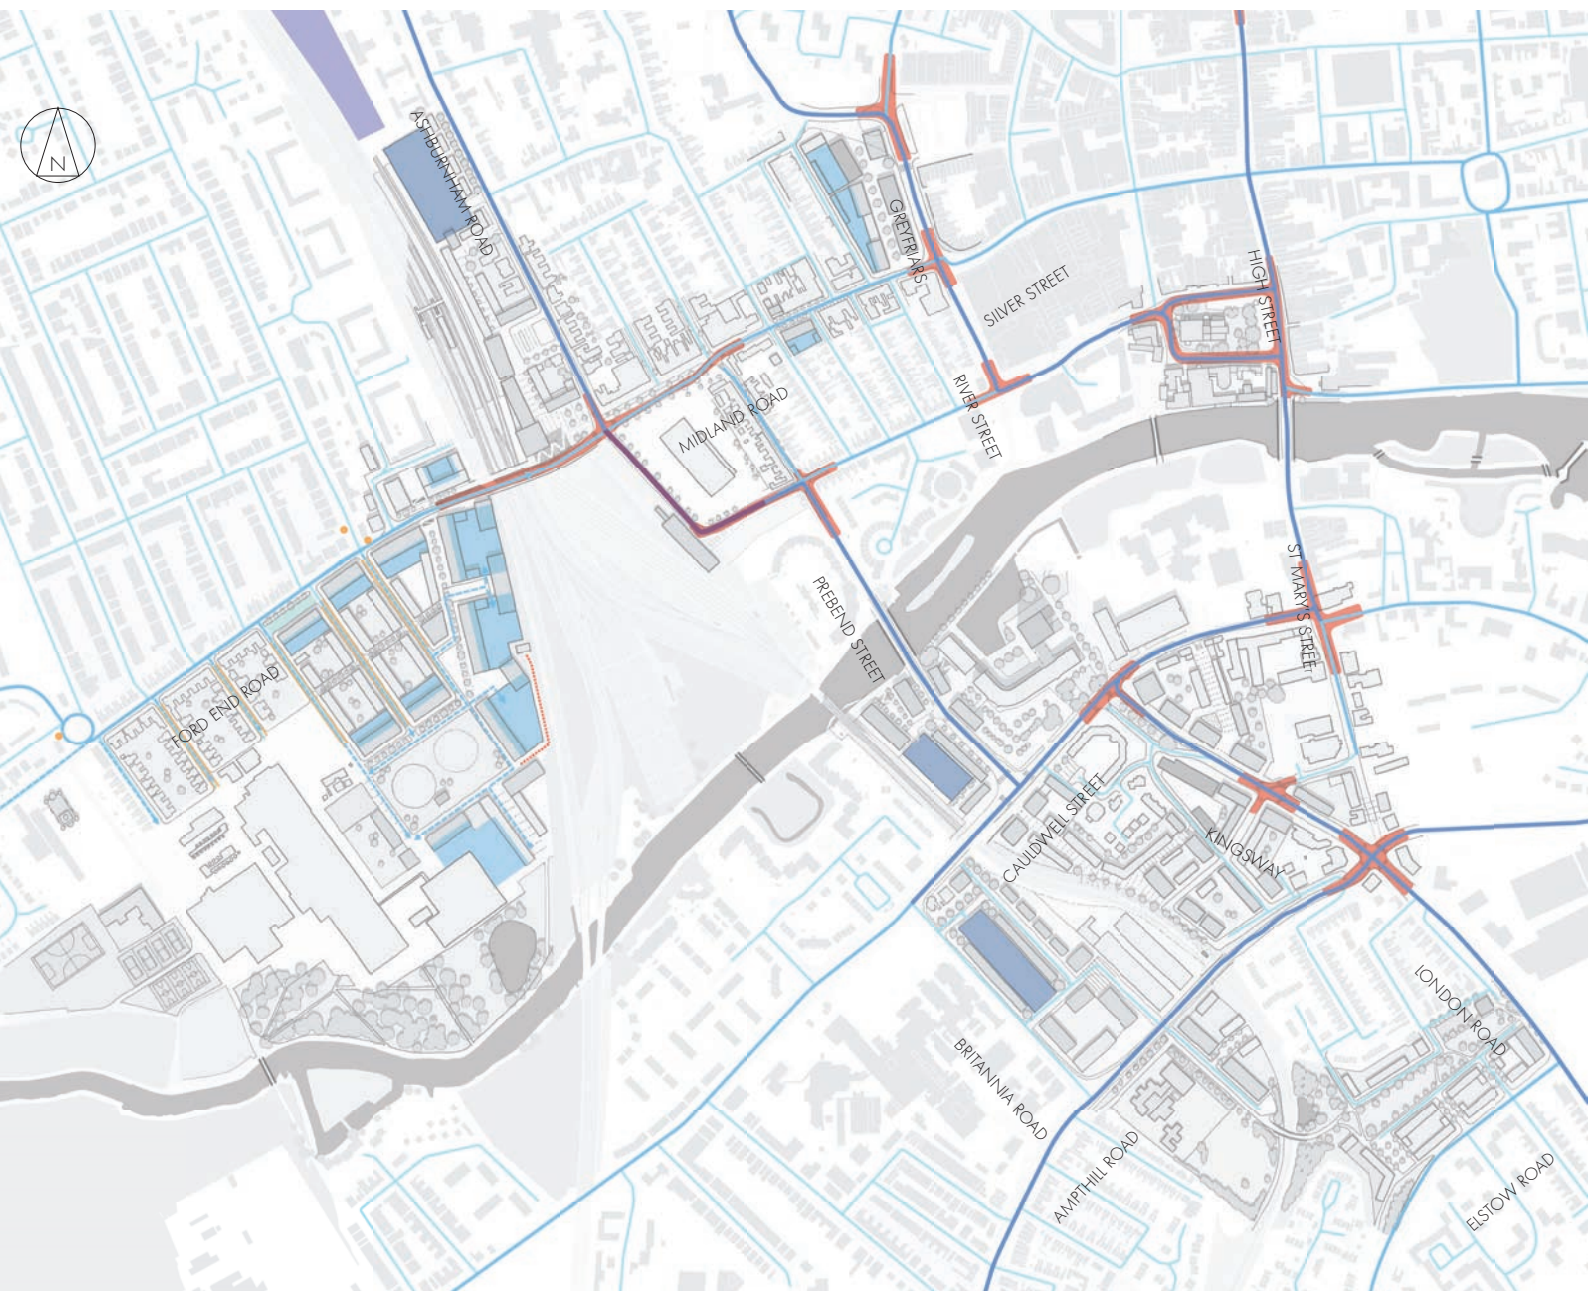 N
ASHBURNHAM ROAD
GREYFRIARS
SILVER STREET
HIGH STREET
RIVER STREET
MIDLAND ROAD
PREBEND STREET
ST MARY'S STREET
FORD END ROAD
CAULDWELL STREET
KINGSWAY
LONDON ROAD
BRITANNIA ROAD
AMPTHILL ROAD
ELSTOW ROAD